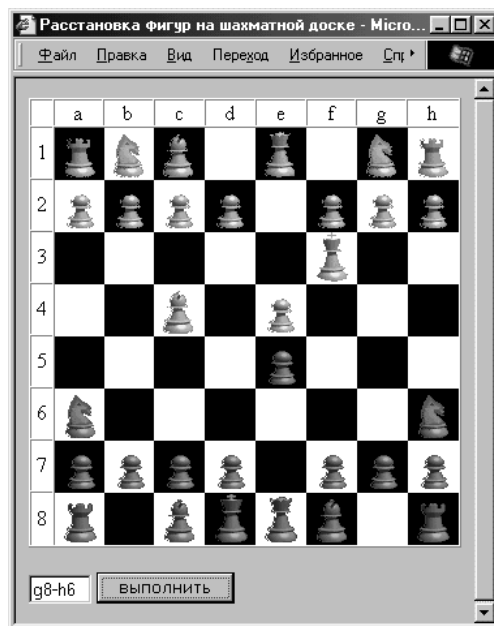 Расстановка фигур на шахматной доске - Micro...
Файл Правка Вид Переход Избранное Спр
a b c d e f g h
1
2
3
4
5
6
7
8
g8-h6 выполнить